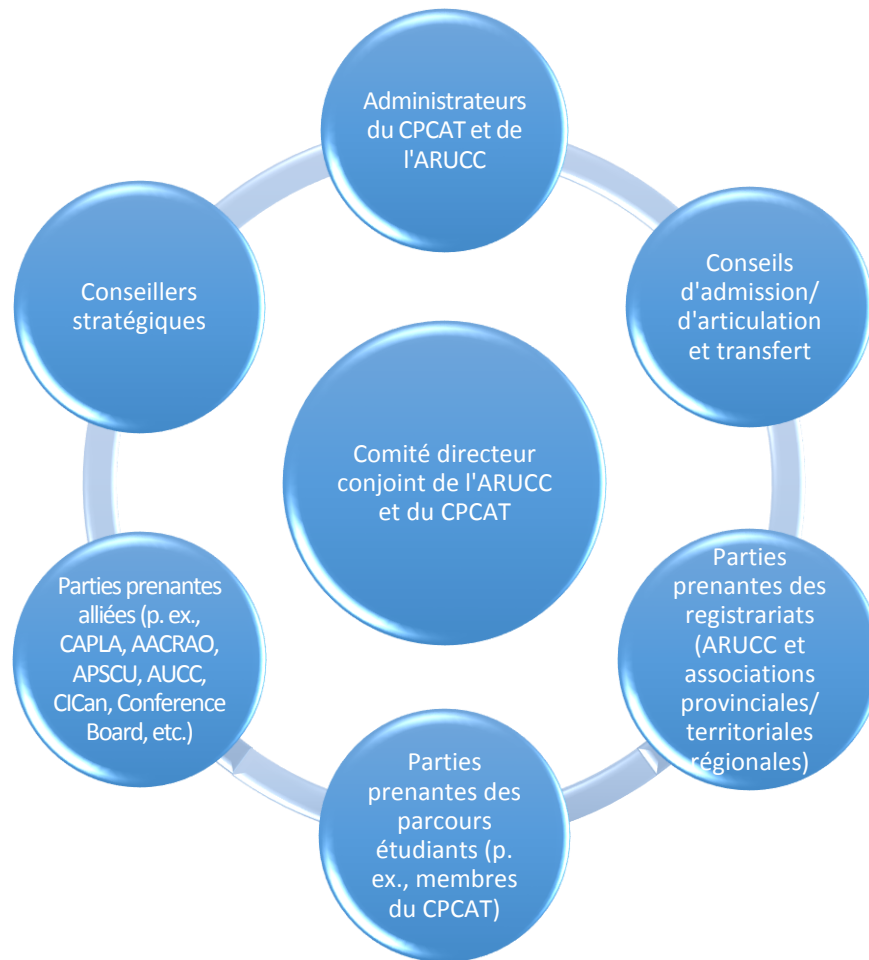 Administrateurs
du CPCAT et de
l'ARUCC
Conseils
d'admission/
d'articulation
et transfert
Parties
prenantes des
registrariats
(ARUCC et
associations
provinciales/
territoriales
régionales)
Parties
prenantes des
parcours
étudiants (p.
ex., membres
du CPCAT)
Parties prenantes
alliées (p. ex.,
CAPLA, AACRAO,
APSCU, AUCC,
CICan, Conference
Board, etc.)
Conseillers
stratégiques
Comité directeur
conjoint de l'ARUCC
et du CPCAT